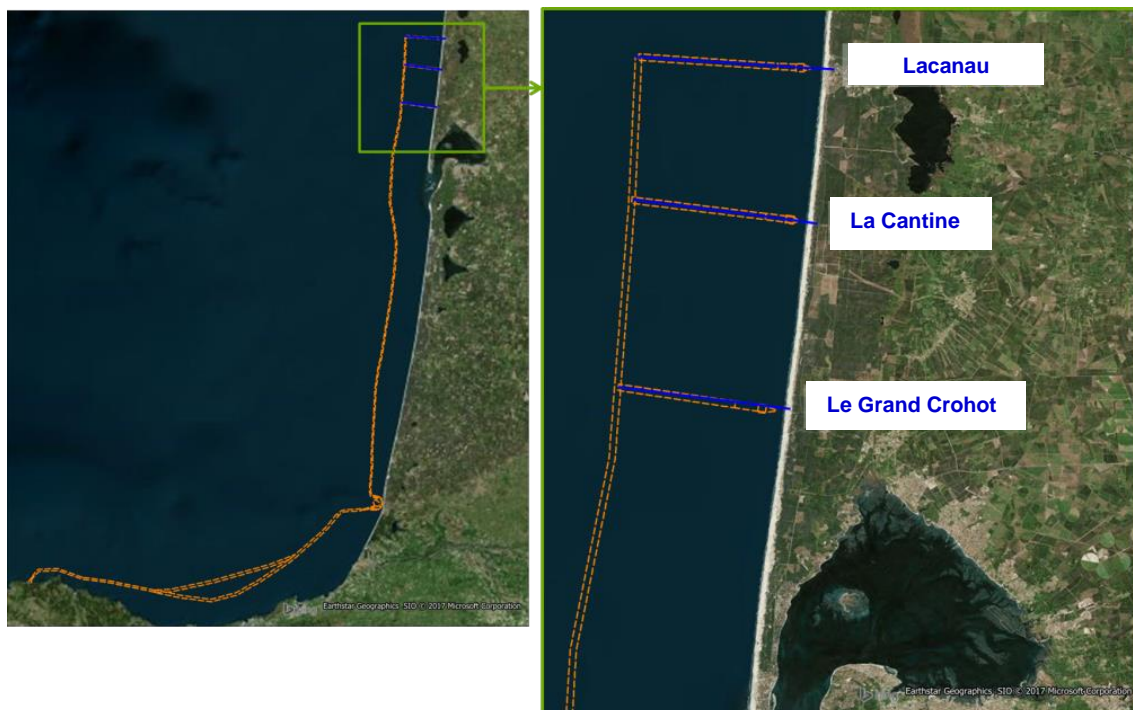 Lacanau
La Cantine
Le Grand Crohot
Earthstar Geographics SIO © 2017 Microsoft Corporation
Earthstar Geographics SIO © 2017 Microsoft Corporation